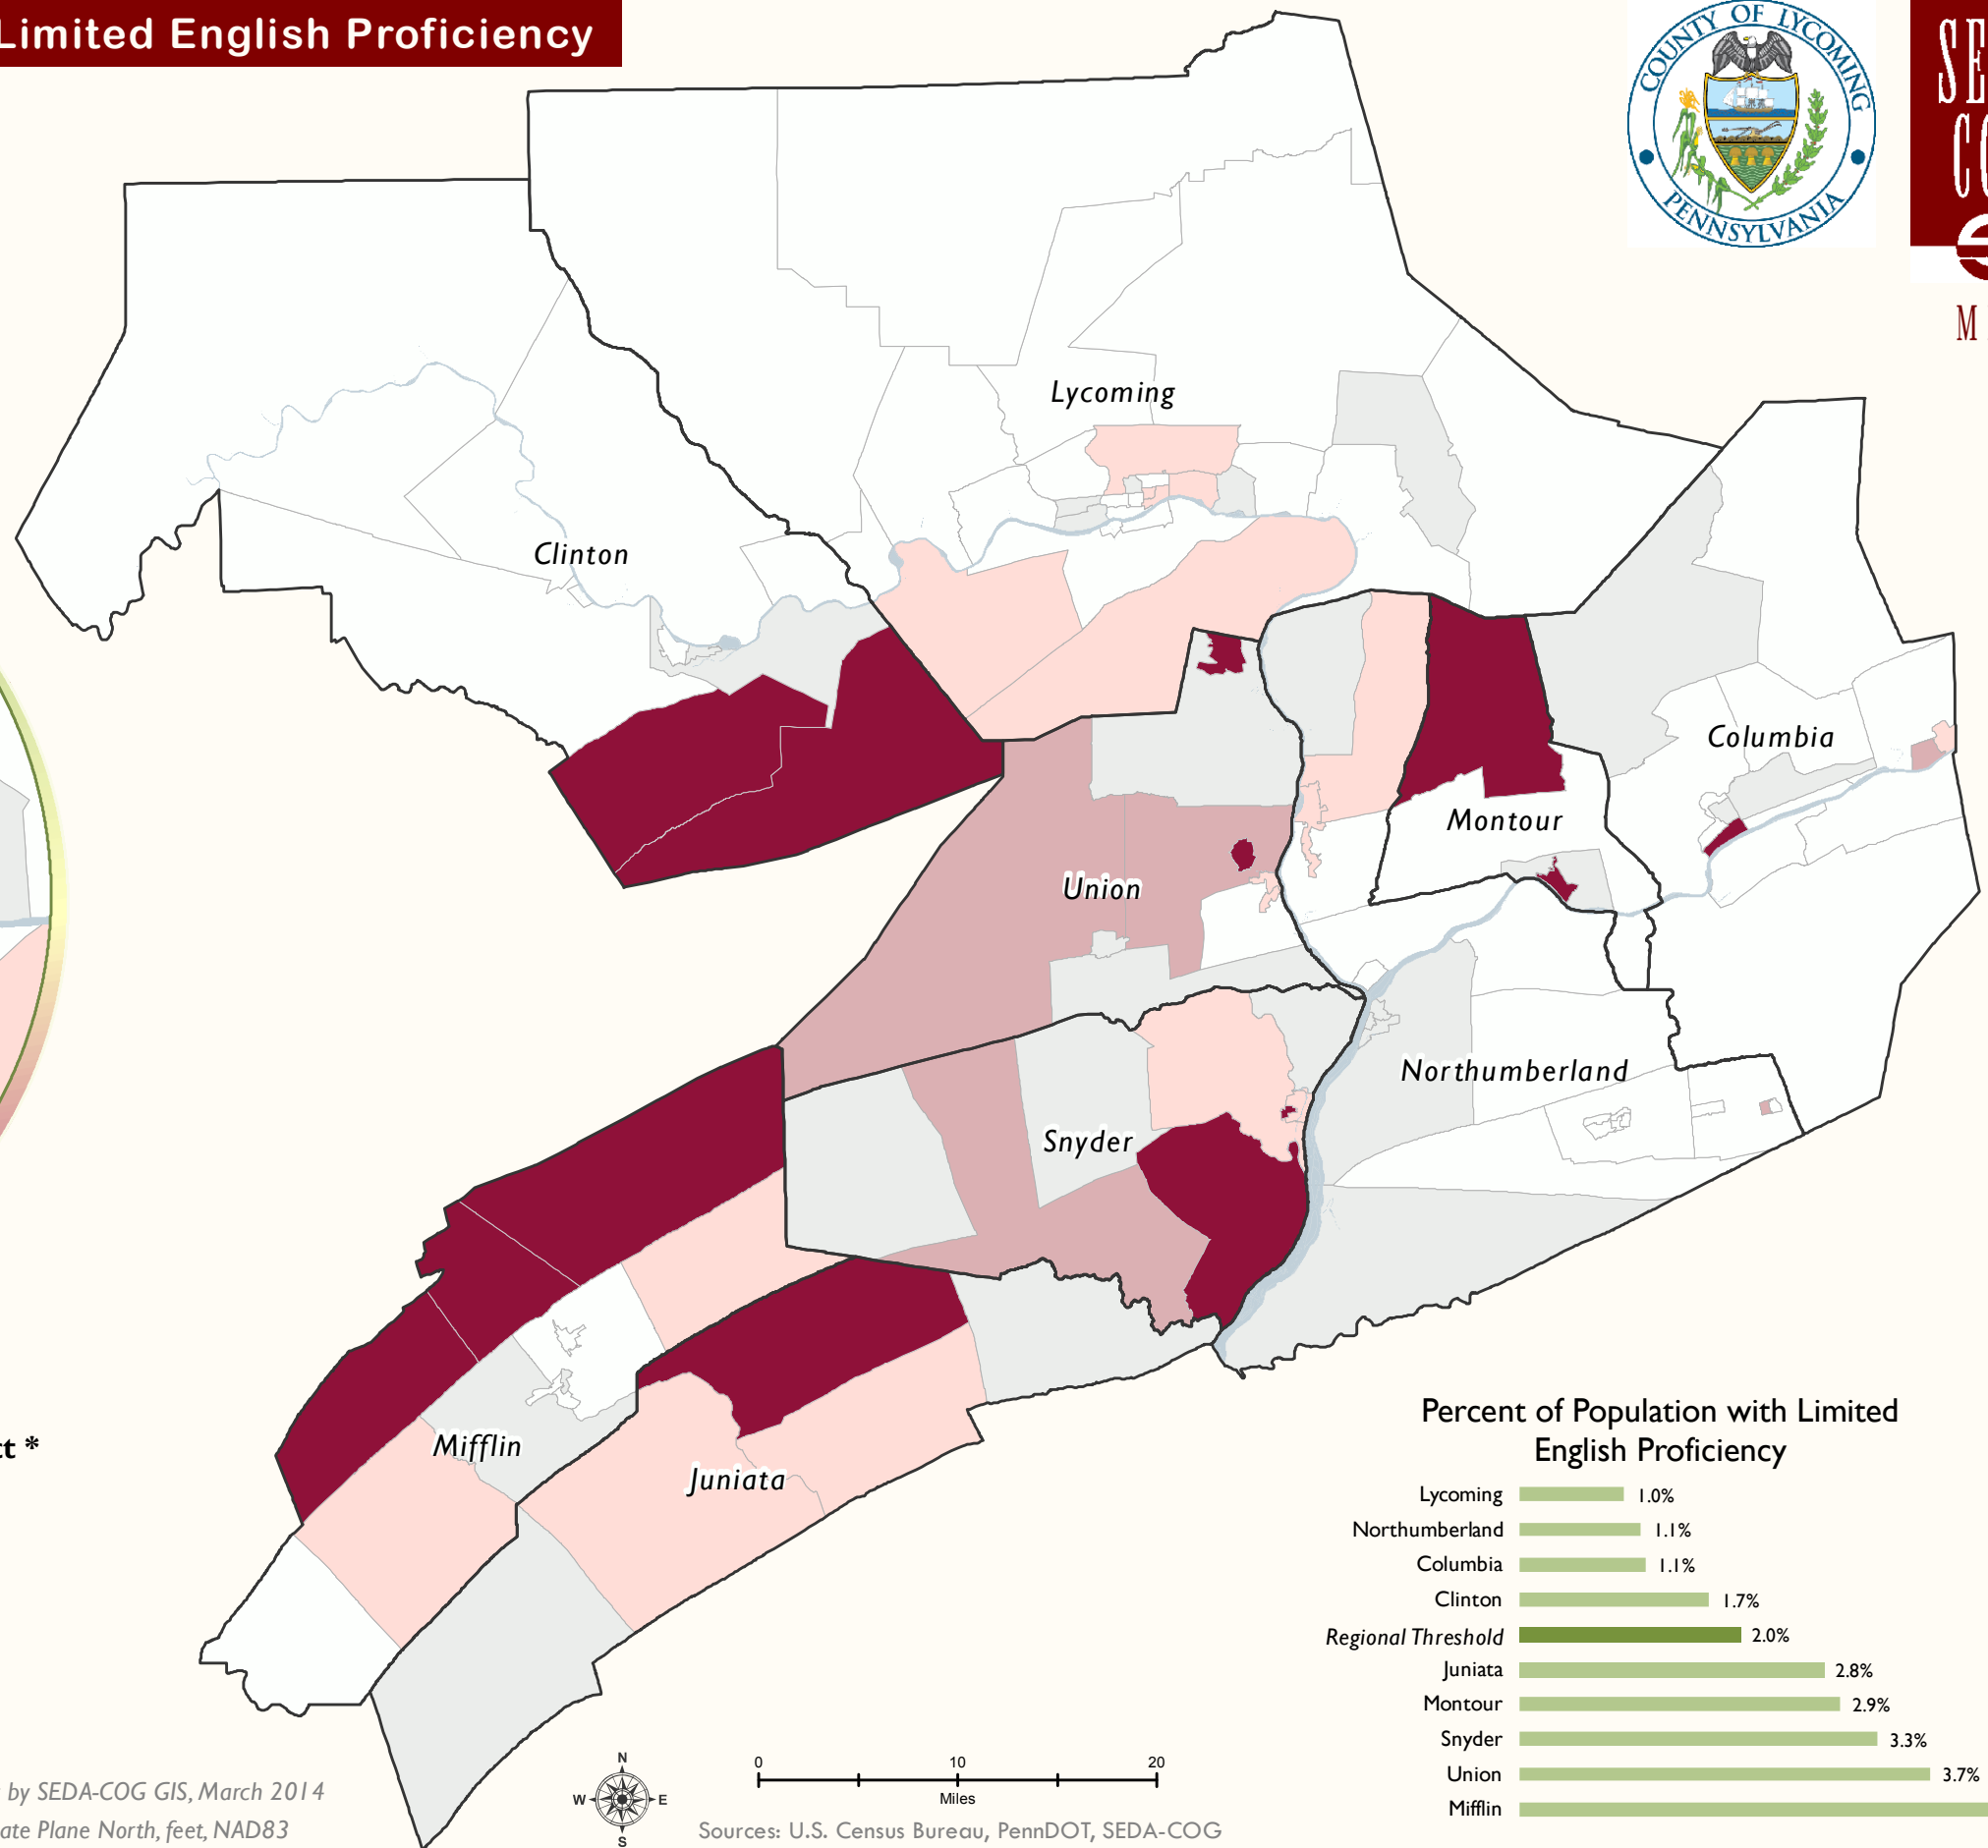 Limited English Proficiency
COUNTY OF LYCOMING
PENNSYLVANIA
M
Lycoming
Clinton
Columbia
Montour
Union
Northumberland
Snyder
Mifflin
Juniata
*
Percent of Population with Limited
English Proficiency
Lycoming 1.0%
Northumberland 1.1%
Columbia 1.1%
Clinton 1.7%
Regional Threshold 2.0%
Juniata 2.8%
Montour 2.9%
Snyder 3.3%
Union 3.7%
Mifflin
N
W E
S
0 10 20
Miles
by SEDA-COG GIS, March 2014
Plane North, feet, NAD83
Sources: U.S. Census Bureau, PennDOT, SEDA-COG